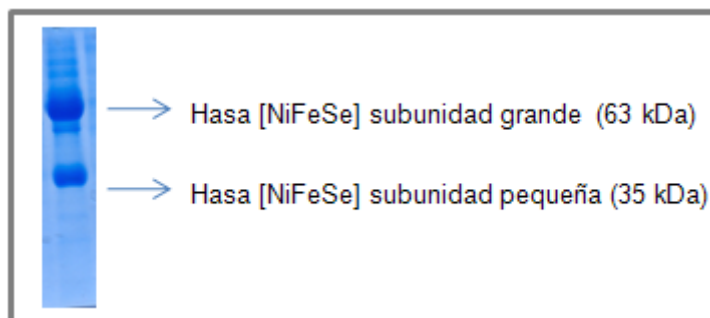 Hasa [NiFeSe] subunidad grande (63 kDa)
Hasa [NiFeSe] subunidad pequeña (35 kDa)